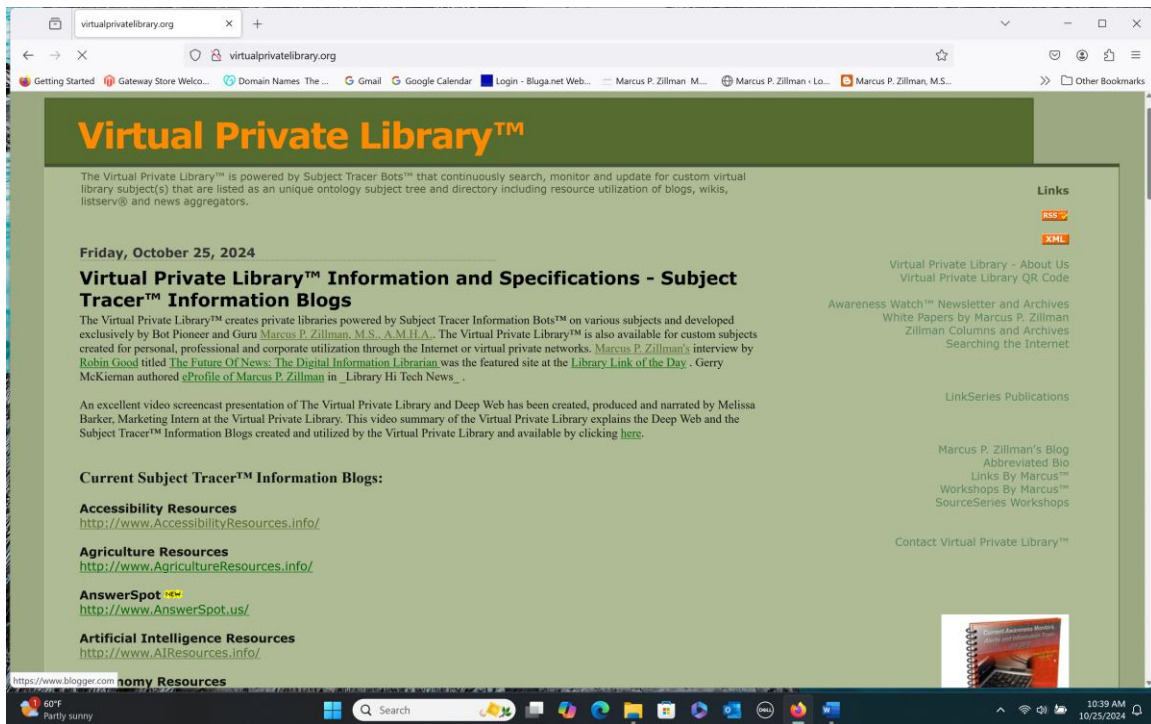 virtualprivatelibrary.org
virtualprivatelibrary.org
Getting Started Gateway Store Welco... Domain Names The ... Gmail Google Calendar Login - Bluga.net Web... Marcus P. Zillman M... Marcus P. Zillman ‹ Lo... Marcus P. Zillman, M.S... Other Bookmarks
Virtual Private Library™
The Virtual Private Library™ is powered by Subject Tracer Bots™ that continuously search, monitor and update for custom virtual
library subject(s) that are listed as an unique ontology subject tree and directory including resource utilization of blogs, wikis,
listserv® and news aggregators.
Friday, October 25, 2024
Virtual Private Library™ Information and Specifications - Subject
Tracer™ Information Blogs
The Virtual Private Library™ creates private libraries powered by Subject Tracer Information Bots™ on various subjects and developed
exclusively by Bot Pioneer and Guru Marcus P. Zillman, M.S., A.M.H.A.. The Virtual Private Library™ is also available for custom subjects
created for personal, professional and corporate utilization through the Internet or virtual private networks. Marcus P. Zillman's interview by
Robin Good titled The Future Of News: The Digital Information Librarian was the featured site at the Library Link of the Day . Gerry
McKiernan authored eProfile of Marcus P. Zillman in _Library Hi Tech News_ .
An excellent video screencast presentation of The Virtual Private Library and Deep Web has been created, produced and narrated by Melissa
Barker, Marketing Intern at the Virtual Private Library. This video summary of the Virtual Private Library explains the Deep Web and the
Subject Tracer™ Information Blogs created and utilized by the Virtual Private Library and available by clicking here.
Current Subject Tracer™ Information Blogs:
Accessibility Resources
http://www.AccessibilityResources.info/
Agriculture Resources
http://www.AgricultureResources.info/
AnswerSpot NEW
http://www.AnswerSpot.us/
Artificial Intelligence Resources
http://www.AIResources.info/
https://www.blogger.com nomy Resources
Links
RSS
XML
Virtual Private Library - About Us
Virtual Private Library QR Code
Awareness Watch™ Newsletter and Archives
White Papers by Marcus P. Zillman
Zillman Columns and Archives
Searching the Internet
LinkSeries Publications
Marcus P. Zillman's Blog
Abbreviated Bio
Links By Marcus™
Workshops By Marcus™
SourceSeries Workshops
Contact Virtual Private Library™
Current Awareness Monitors,
1
60°F
Partly sunny
Search
DELL
10:39 AM
10/25/2024